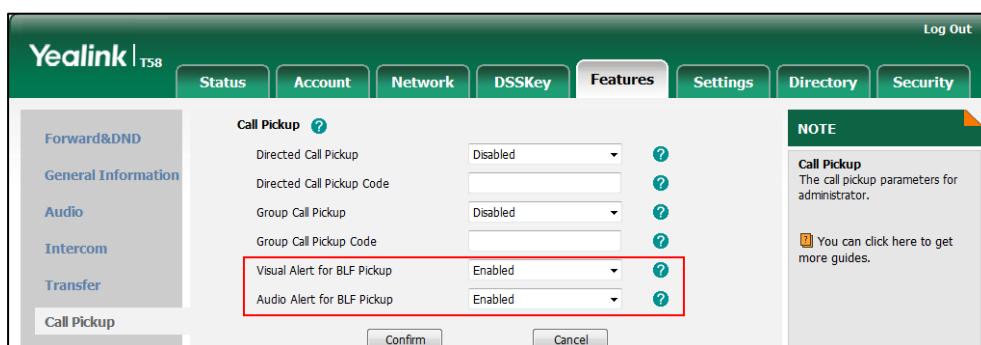 Log Out
Yealink T58
Status Account Network DSSKey Features Settings Directory Security
Forward&DND
General Information
Audio
Intercom
Transfer
Call Pickup
Call Pickup ?
Directed Call Pickup Disabled ?
Directed Call Pickup Code ?
Group Call Pickup Disabled ?
Group Call Pickup Code ?
Visual Alert for BLF Pickup Enabled ?
Audio Alert for BLF Pickup Enabled ?
Confirm Cancel
NOTE
Call Pickup
The call pickup parameters for
administrator.
? You can click here to get
more guides.